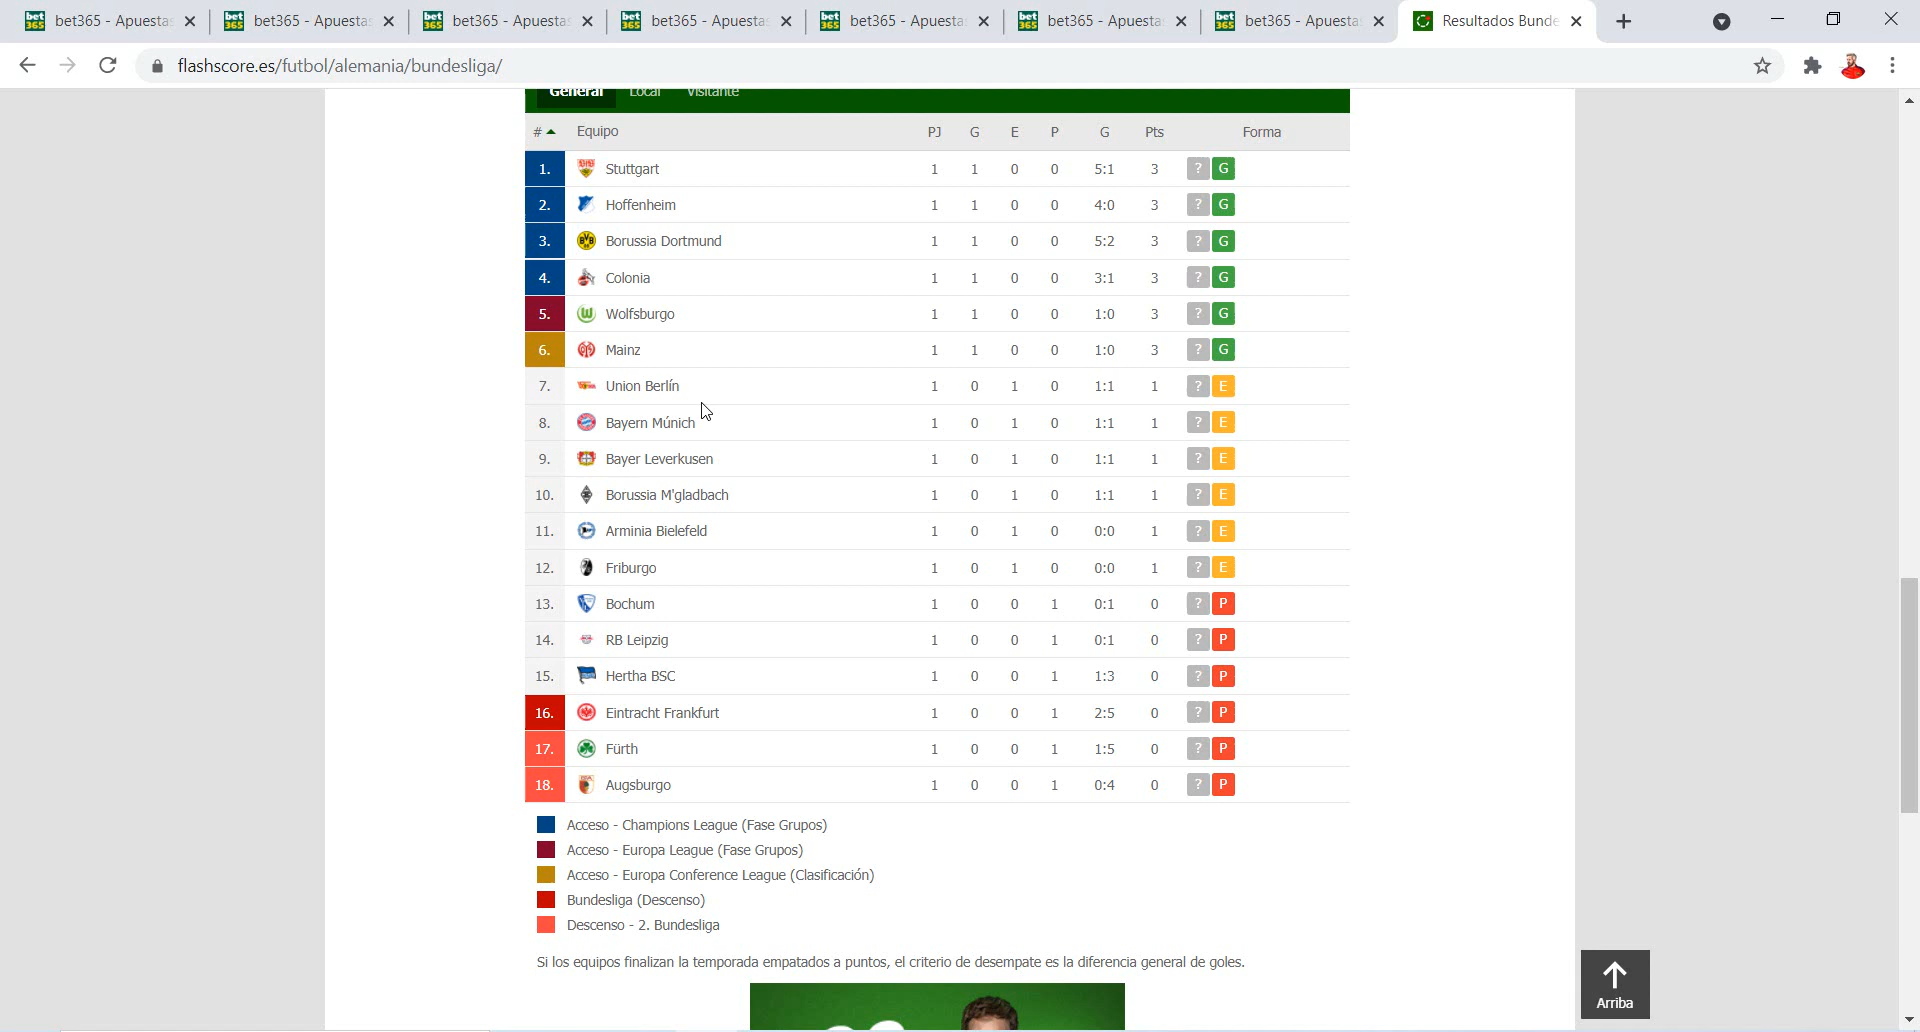 bet365 - Apuestas bet365 - Apuestas bet365 - Apuestas bet365 - Apuestas bet365 - Apuestas bet365 - Apuestas bet365 - Apuestas Resultados Bunde
flashscore.es/futbol/alemania/bundesliga/
General Local Visitante
# Equipo PJ G E P G Pts Forma
1. Stuttgart 1 1 0 0 5:1 3 ? G
2. Hoffenheim 1 1 0 0 4:0 3 ? G
3. Borussia Dortmund 1 1 0 0 5:2 3 ? G
4. Colonia 1 1 0 0 3:1 3 ? G
5. Wolfsburgo 1 1 0 0 1:0 3 ? G
6. Mainz 1 1 0 0 1:0 3 ? G
7. Union Berlín 1 0 1 0 1:1 1 ? E
8. Bayern Múnich 1 0 1 0 1:1 1 ? E
9. Bayer Leverkusen 1 0 1 0 1:1 1 ? E
10. Borussia M'gladbach 1 0 1 0 1:1 1 ? E
11. Arminia Bielefeld 1 0 1 0 0:0 1 ? E
12. Friburgo 1 0 1 0 0:0 1 ? E
13. Bochum 1 0 0 1 0:1 0 ? P
14. RB Leipzig 1 0 0 1 0:1 0 ? P
15. Hertha BSC 1 0 0 1 1:3 0 ? P
16. Eintracht Frankfurt 1 0 0 1 2:5 0 ? P
17. Fürth 1 0 0 1 1:5 0 ? P
18. Augsburgo 1 0 0 1 0:4 0 ? P
Acceso - Champions League (Fase Grupos)
Acceso - Europa League (Fase Grupos)
Acceso - Europa Conference League (Clasificación)
Bundesliga (Descenso)
Descenso - 2. Bundesliga
Si los equipos finalizan la temporada empatados a puntos, el criterio de desempate es la diferencia general de goles.
Arriba